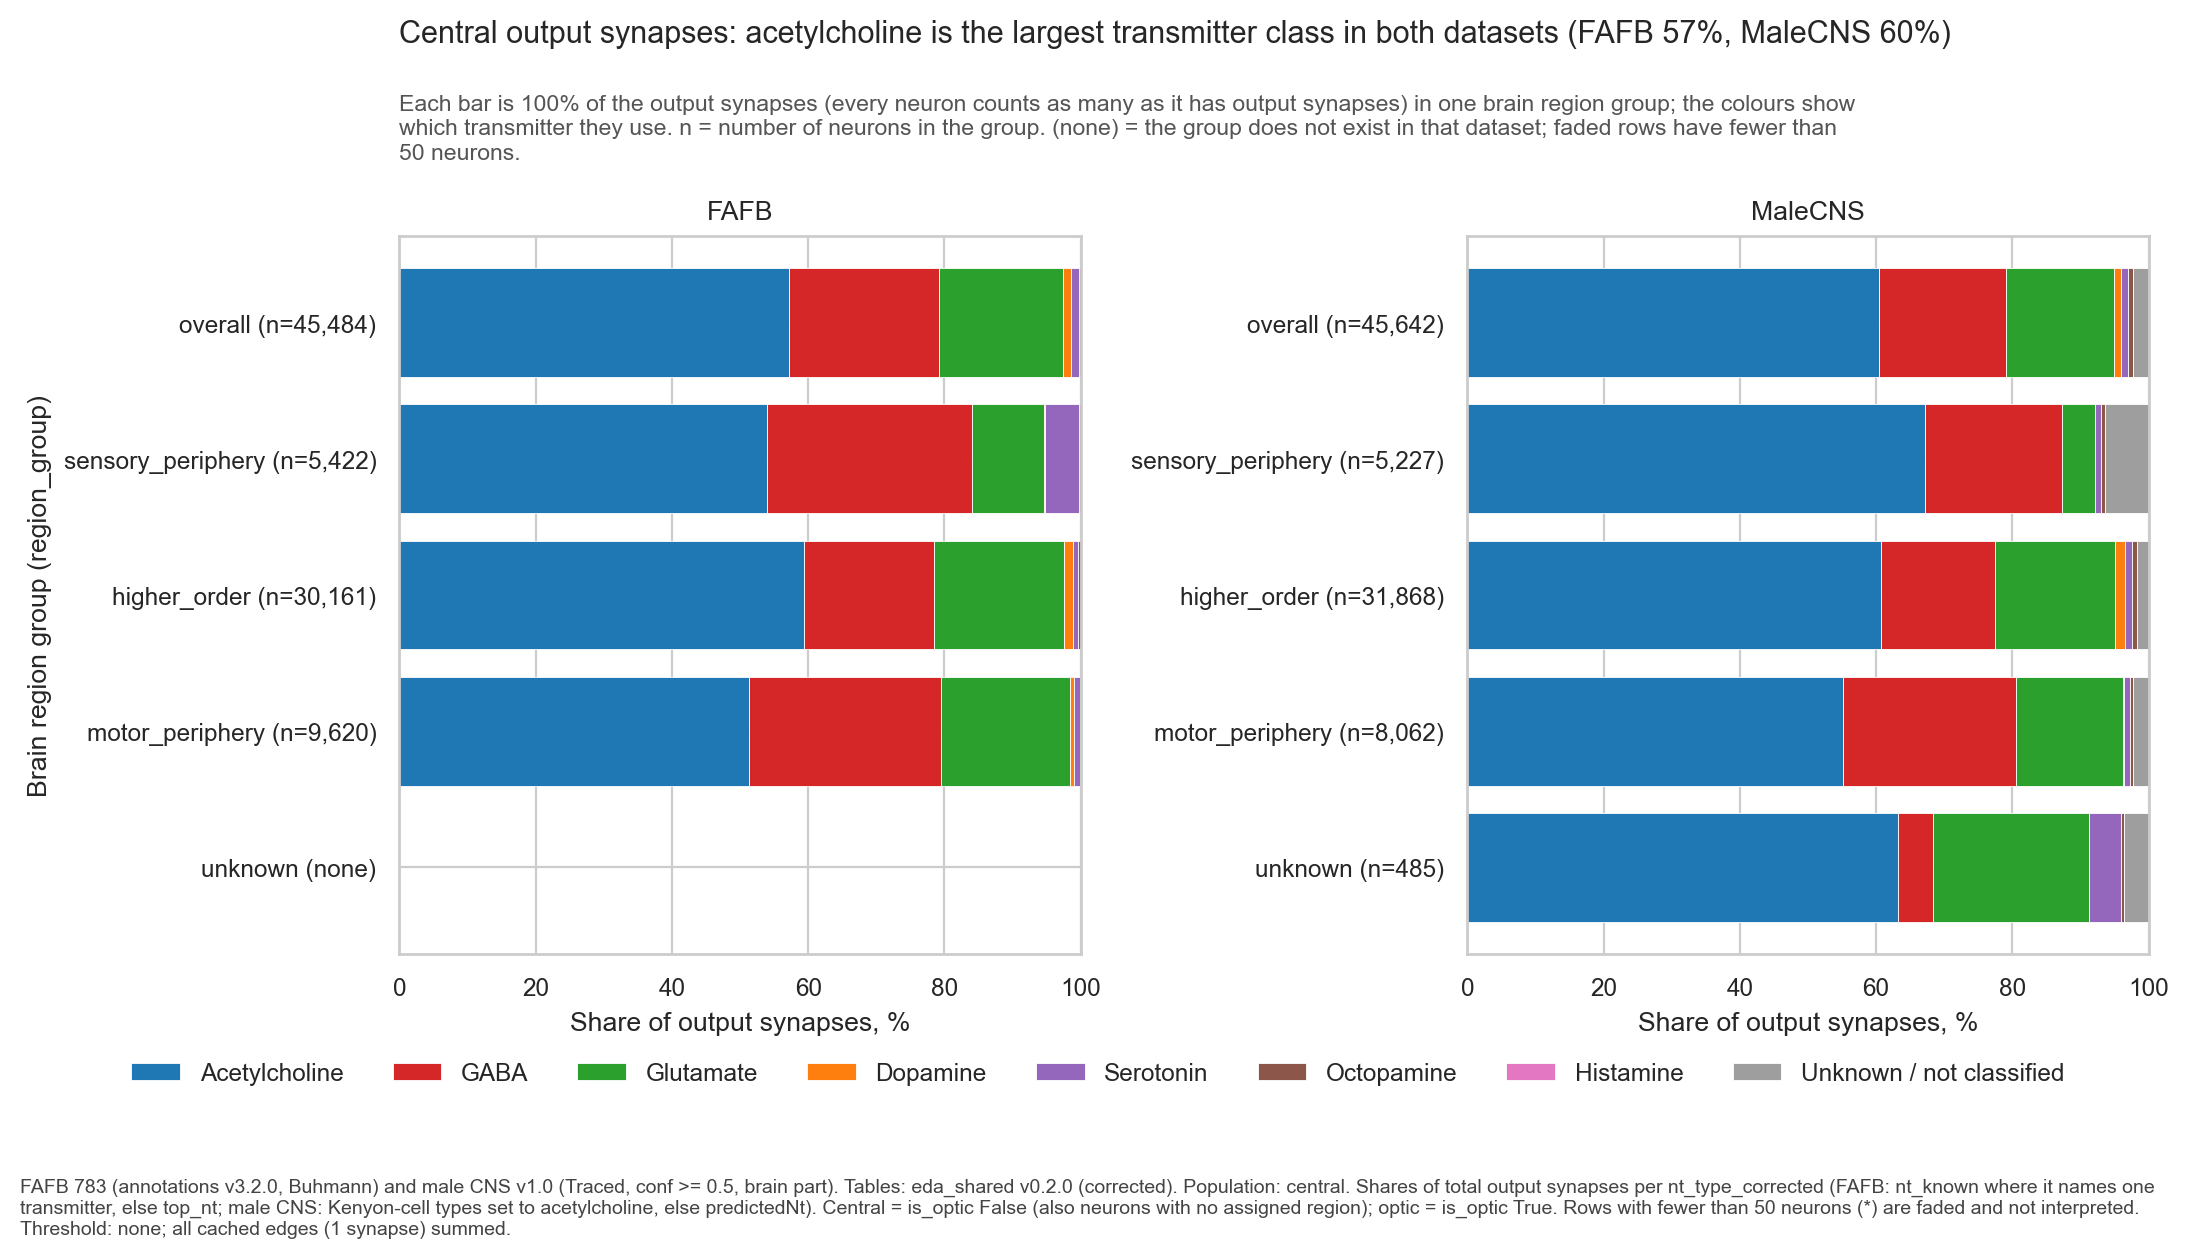 Central output synapses: acetylcholine is the largest transmitter class in both datasets (FAFB 57%, MaleCNS 60%)
Each bar is 100% of the output synapses (every neuron counts as many as it has output synapses) in one brain region group; the colours show
which transmitter they use. n = number of neurons in the group. (none) = the group does not exist in that dataset; faded rows have fewer than
50 neurons.
FAFB
MaleCNS
Brain region group (region_group)
overall (n=45,484)
sensory_periphery (n=5,422)
higher_order (n=30,161)
motor_periphery (n=9,620)
unknown (none)
0 20 40 60 80 100
Share of output synapses, %
overall (n=45,642)
sensory_periphery (n=5,227)
higher_order (n=31,868)
motor_periphery (n=8,062)
unknown (n=485)
0 20 40 60 80 100
Share of output synapses, %
Acetylcholine GABA Glutamate Dopamine Serotonin Octopamine Histamine Unknown / not classified
FAFB 783 (annotations v3.2.0, Buhmann) and male CNS v1.0 (Traced, conf >= 0.5, brain part). Tables: eda_shared v0.2.0 (corrected). Population: central. Shares of total output synapses per nt_type_corrected (FAFB: nt_known where it names one
transmitter, else top_nt; male CNS: Kenyon-cell types set to acetylcholine, else predictedNt). Central = is_optic False (also neurons with no assigned region); optic = is_optic True. Rows with fewer than 50 neurons (*) are faded and not interpreted.
Threshold: none; all cached edges (1 synapse) summed.